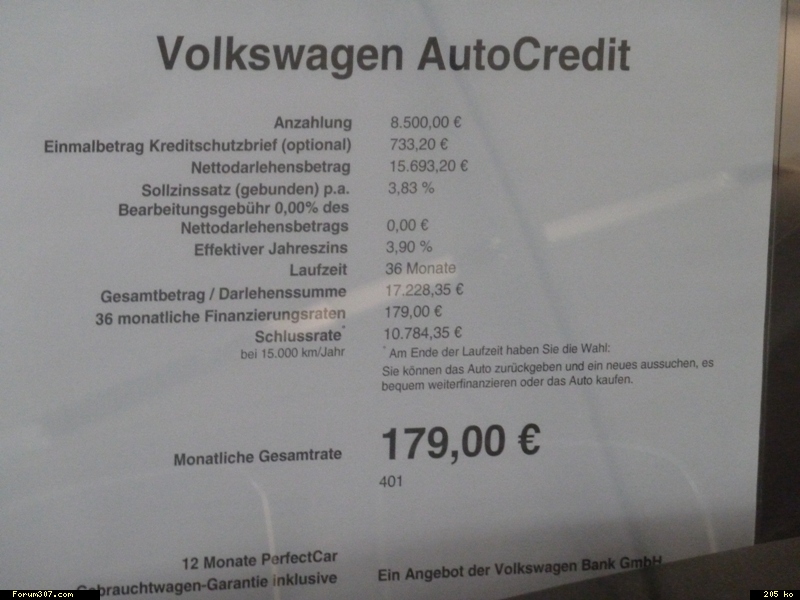 Volkswagen AutoCredit
Anzahlung 8.500,00 €
Einmalbetrag Kreditschutzbrief (optional) 733,20 €
Nettodarlehensbetrag 15.693,20 €
Sollzinssatz (gebunden) p.a. 3,83 %
Bearbeitungsgebühr 0,00% des
Nettodarlehensbetrags 0,00 €
Effektiver Jahreszins 3,90 %
Laufzeit 36 Monate
Gesamtbetrag / Darlehenssumme 17.228,35 €
36 monatliche Finanzierungsraten 179,00 €
Schlussrate* 10.784,35 €
bei 15.000 km/Jahr * Am Ende der Laufzeit haben Sie die Wahl:
Sie können das Auto zurückgeben und ein neues aussuchen, es
bequem weiterfinanzieren oder das Auto kaufen.
Monatliche Gesamtrate 179,00 €
401
12 Monate PerfectCar
Gebrauchtwagen-Garantie inklusive Ein Angebot der Volkswagen Bank GmbH
Forum307.com 205 ko